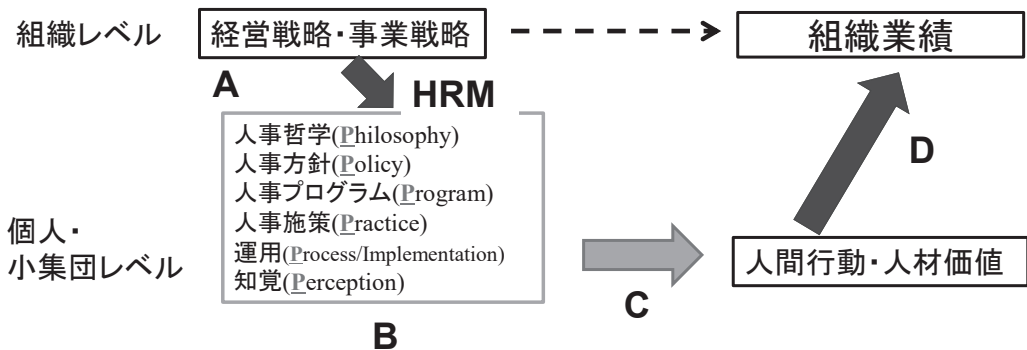 組織レベル
経営戦略・事業戦略
組織業績
A
HRM
人事哲学(Philosophy)
人事方針(Policy)
人事プログラム(Program)
人事施策(Practice)
運用(Process/Implementation)
知覚(Perception)
B
個人・
小集団レベル
C
人間行動・人材価値
D